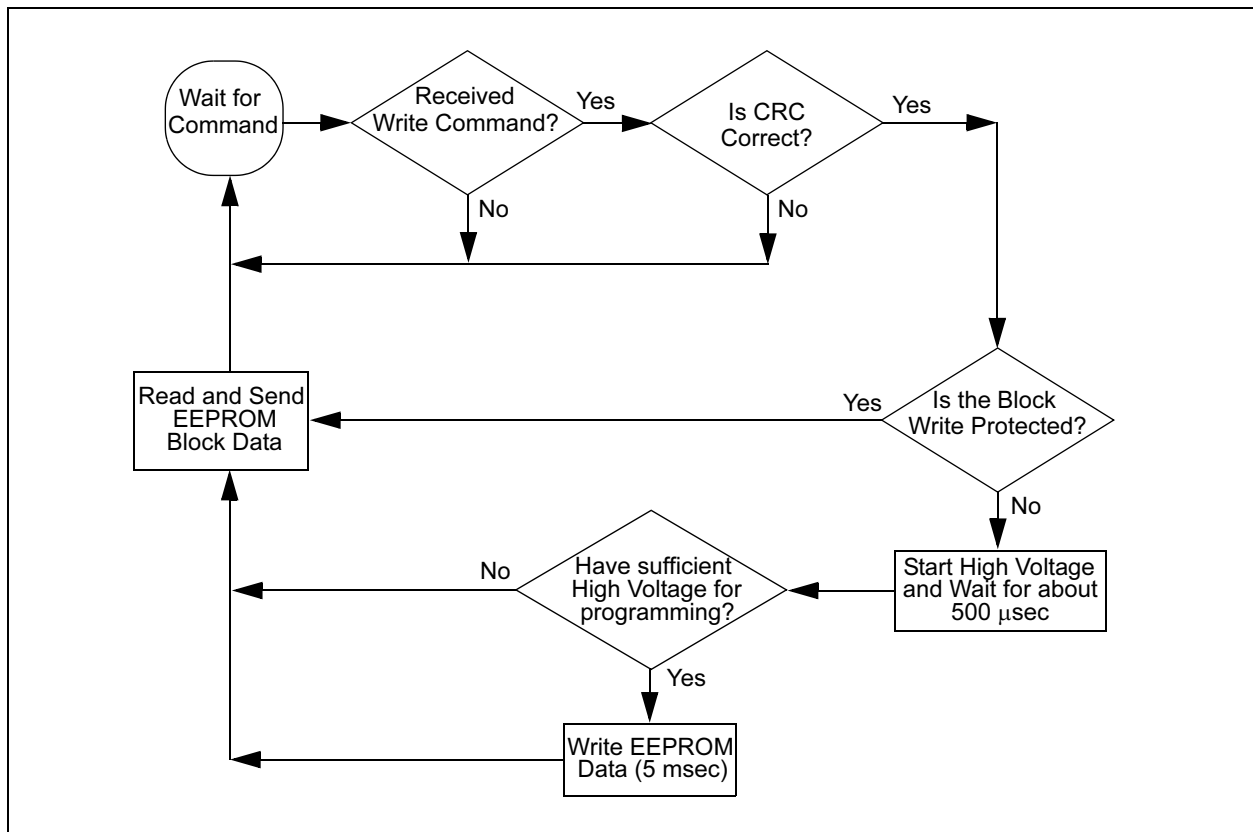 Wait for
Command
Received
Write Command?
Yes
Is CRC
Correct?
Yes
No
No
Read and Send
EEPROM
Block Data
Yes
Is the Block
Write Protected?
No
Start High Voltage
and Wait for about
500 μsec
Have sufficient
High Voltage for
programming?
No
Yes
Write EEPROM
Data (5 msec)